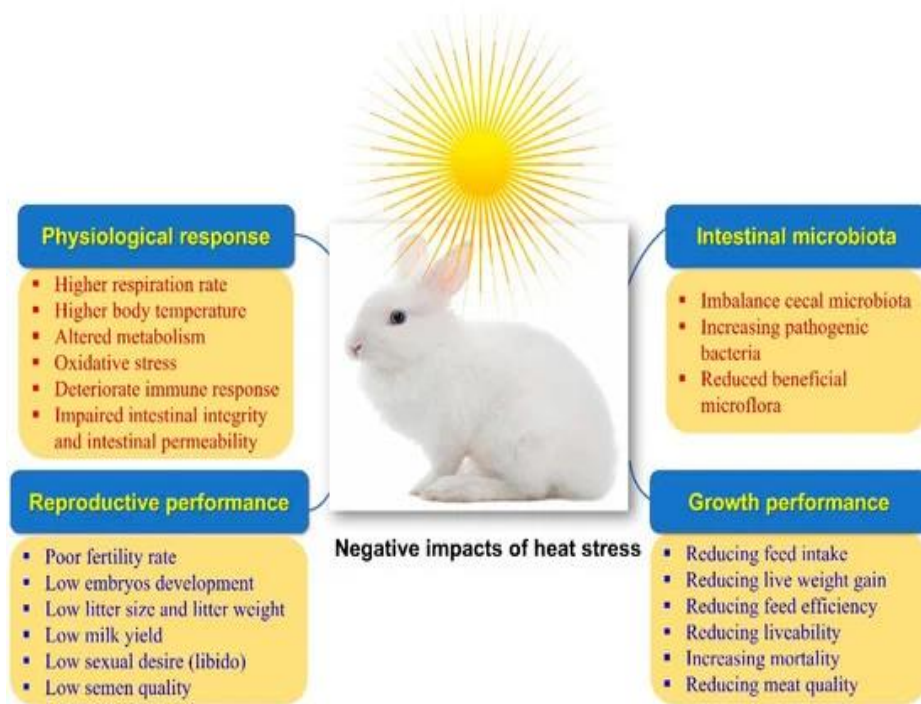 Physiological response
▪ Higher respiration rate
▪ Higher body temperature
▪ Altered metabolism
▪ Oxidative stress
▪ Deteriorate immune response
▪ Impaired intestinal integrity
and intestinal permeability
Intestinal microbiota
▪ Imbalance cecal microbiota
▪ Increasing pathogenic
bacteria
▪ Reduced beneficial
microflora
Reproductive performance
▪ Poor fertility rate
▪ Low embryos development
▪ Low litter size and litter weight
▪ Low milk yield
▪ Low sexual desire (libido)
▪ Low semen quality
Negative impacts of heat stress
Growth performance
▪ Reducing feed intake
▪ Reducing live weight gain
▪ Reducing feed efficiency
▪ Reducing liveability
▪ Increasing mortality
▪ Reducing meat quality